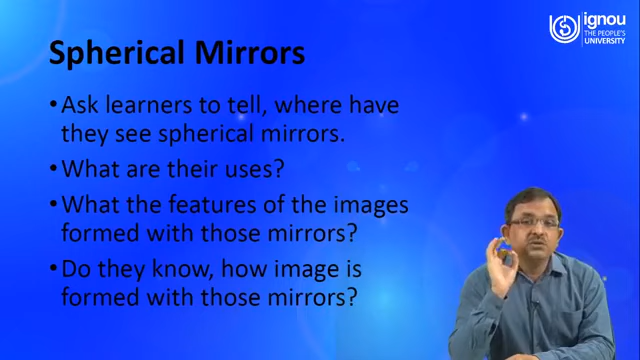 ignou
THE PEOPLE'S
UNIVERSITY
Spherical Mirrors
•Ask learners to tell, where have
they see spherical mirrors.
•What are their uses?
•What the features of the images
formed with those mirrors?
•Do they know, how image is
formed with those mirrors?